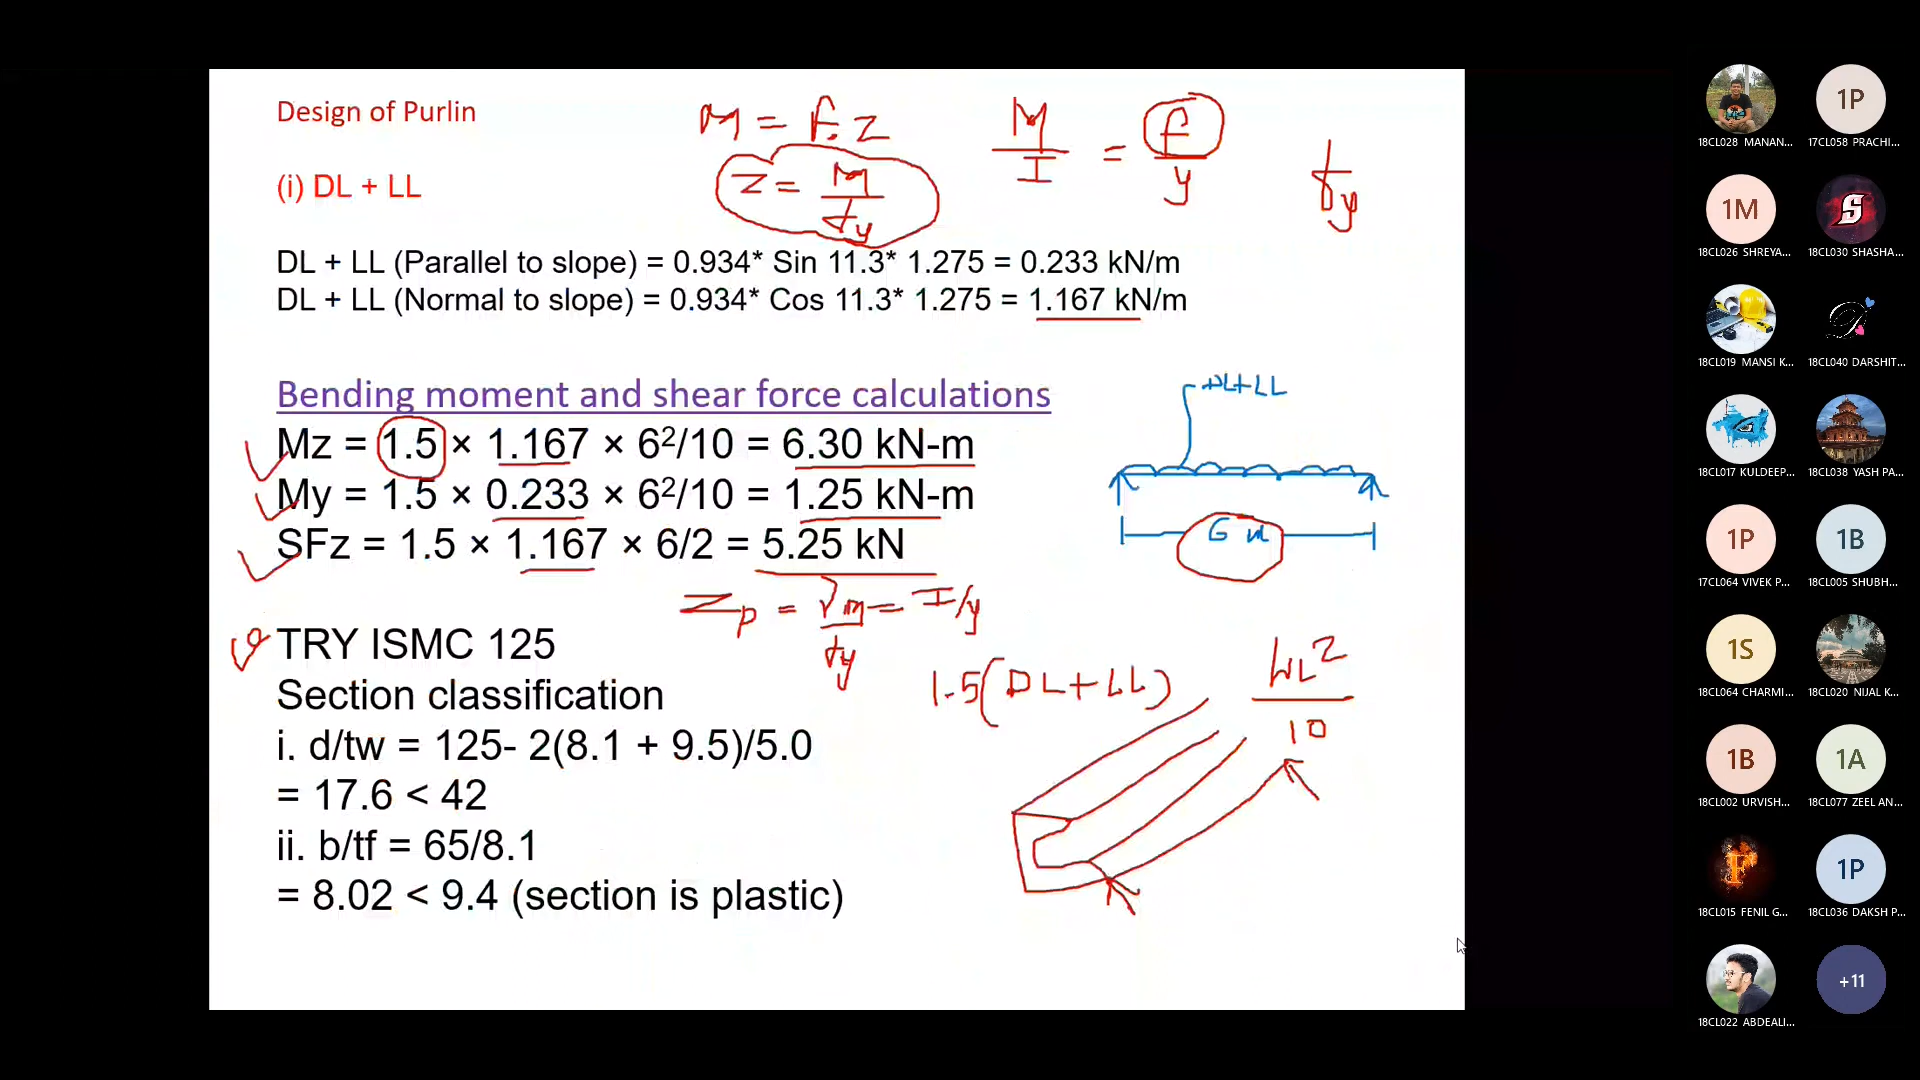 Design of Purlin
M = f. z
M/I = f/y
fy
(i) DL + LL
z = M/fy
DL + LL (Parallel to slope) = 0.934* Sin 11.3* 1.275 = 0.233 kN/m
DL + LL (Normal to slope) = 0.934* Cos 11.3* 1.275 = 1.167 kN/m
Bending moment and shear force calculations
DL+LL
Mz = 1.5 × 1.167 × 6²/10 = 6.30 kN-m
My = 1.5 × 0.233 × 6²/10 = 1.25 kN-m
SFz = 1.5 × 1.167 × 6/2 = 5.25 kN
6 m
Zp = M/fy = I/y
TRY ISMC 125
Section classification
1.5(DL+LL)
WL²/10
i. d/tw = 125- 2(8.1 + 9.5)/5.0
= 17.6 < 42
ii. b/tf = 65/8.1
= 8.02 < 9.4 (section is plastic)
1P
18CL028 MANAN...
17CL058 PRACHI...
1M
18CL026 SHREYA...
18CL030 SHASHA...
18CL019 MANSI K...
18CL040 DARSHIT...
18CL017 KULDEEP...
18CL038 YASH PA...
1P
1B
17CL064 VIVEK P...
18CL005 SHUBH...
1S
18CL064 CHARMI...
18CL020 NIJAL K...
1B
1A
18CL002 URVISH...
18CL077 ZEEL AN...
1P
18CL015 FENIL G...
18CL036 DAKSH P...
+11
18CL022 ABDEALI...